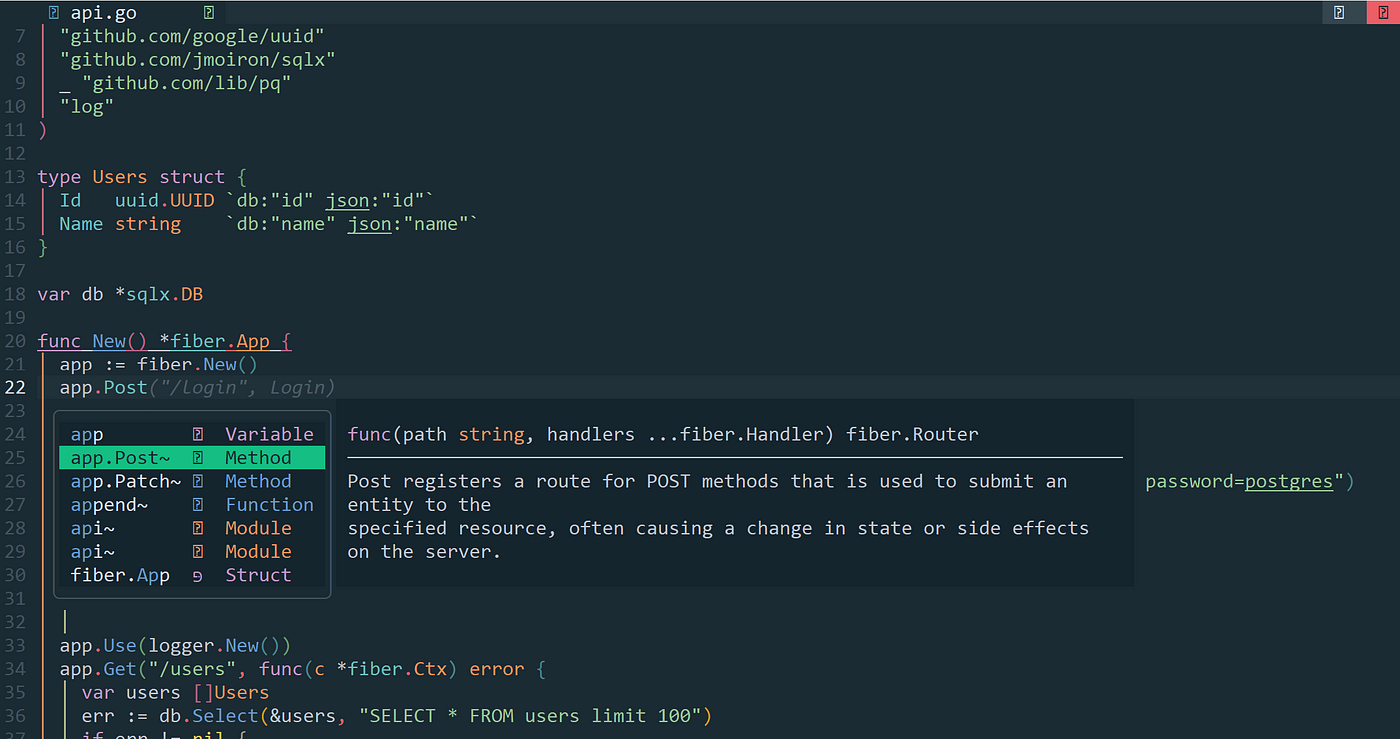 api.go
7 "github.com/google/uuid"
8 "github.com/jmoiron/sqlx"
9 _ "github.com/lib/pq"
10 "log"
11 )
12
13 type Users struct {
14 Id uuid.UUID `db:"id" json:"id"`
15 Name string `db:"name" json:"name"`
16 }
17
18 var db *sqlx.DB
19
20 func New() *fiber.App {
21 app := fiber.New()
22 app.Post("/login", Login)
23
24 app Variable func(path string, handlers ...fiber.Handler) fiber.Router
25 app.Post~ Method
26 app.Patch~ Method Post registers a route for POST methods that is used to submit an password=postgres")
27 append~ Function entity to the
28 api~ Module specified resource, often causing a change in state or side effects
29 api~ Module on the server.
30 fiber.App Struct
31
32
33 app.Use(logger.New())
34 app.Get("/users", func(c *fiber.Ctx) error {
35 var users []Users
36 err := db.Select(&users, "SELECT * FROM users limit 100")
37 if err != nil {